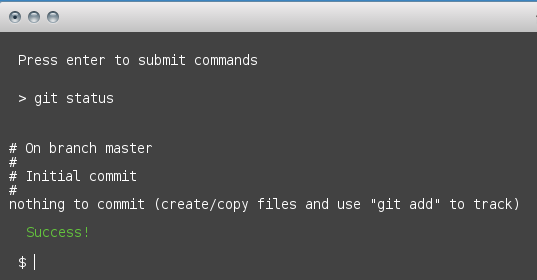 Press enter to submit commands
> git status
# On branch master
#
# Initial commit
#
nothing to commit (create/copy files and use "git add" to track)
Success!
$